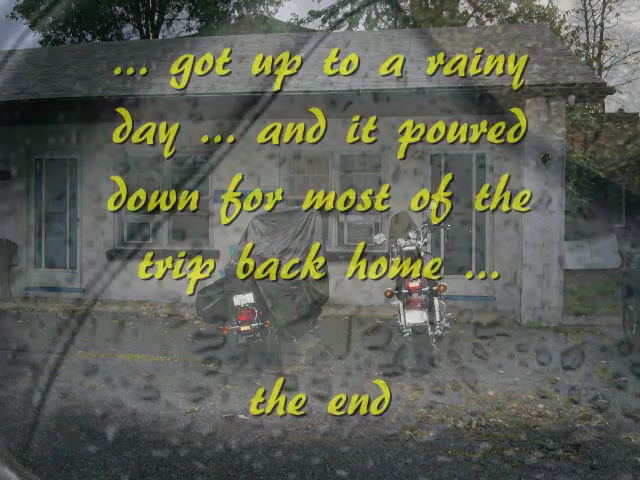 ... got up to a rainy
day ... and it poured
down for most of the
trip back home ...
the end